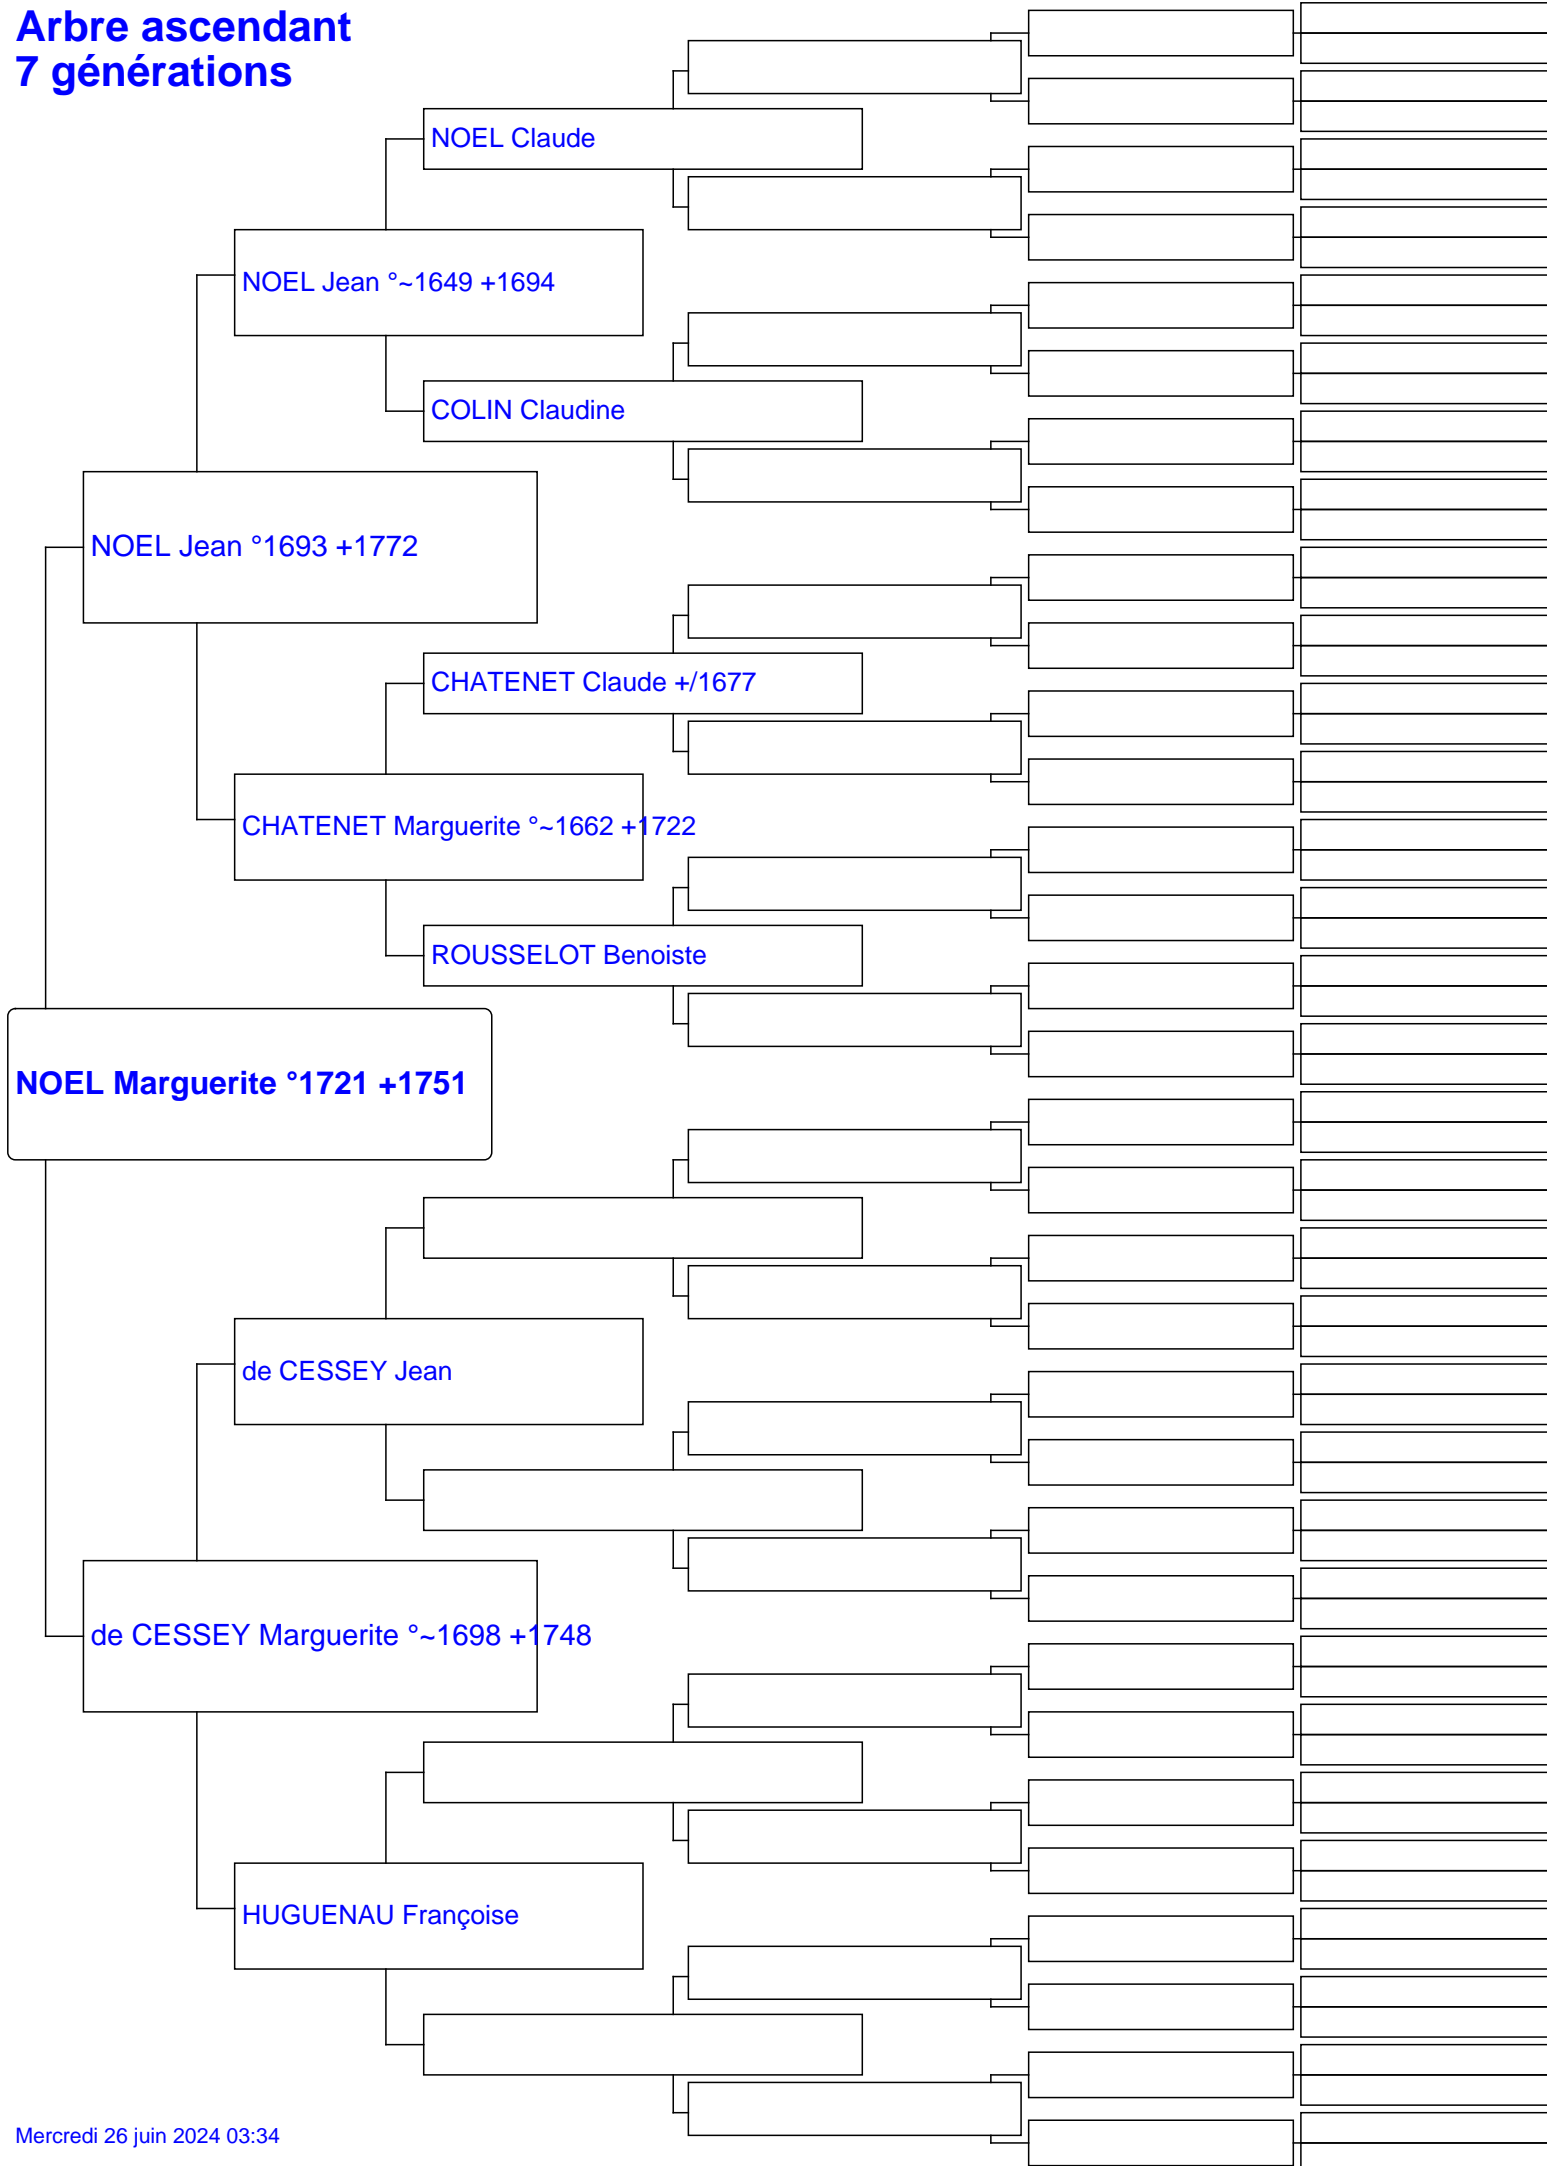 Arbre ascendant
7 générations
NOEL Claude
NOEL Jean °~1649 +1694
COLIN Claudine
NOEL Jean °1693 +1772
CHATENET Claude +/1677
CHATENET Marguerite °~1662 +1722
ROUSSELOT Benoiste
NOEL Marguerite °1721 +1751
de CESSEY Jean
de CESSEY Marguerite °~1698 +1748
HUGUENAU Françoise
Mercredi 26 juin 2024 03:34